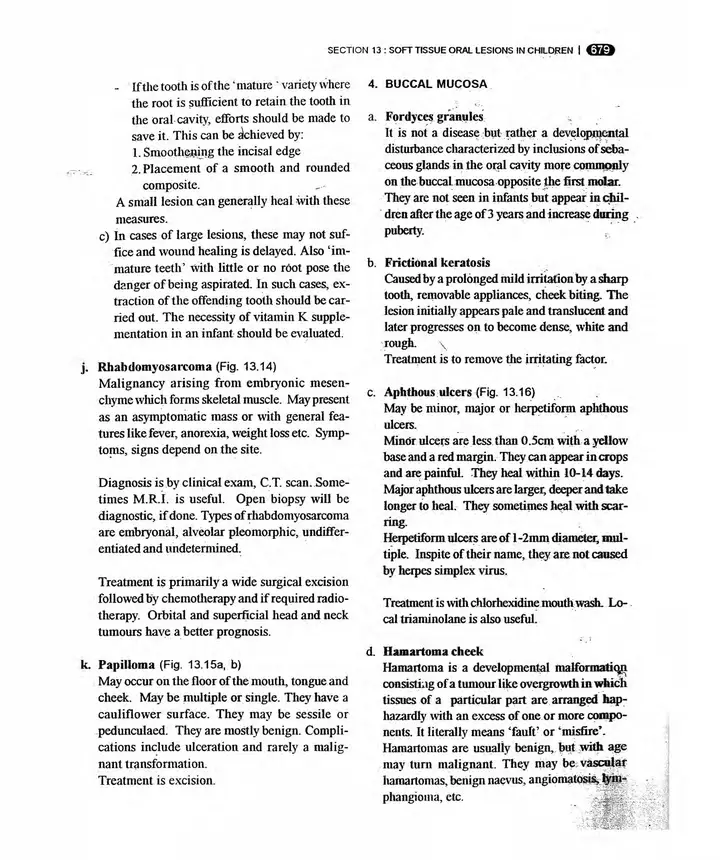 SECTION 13 : SOFT TISSUE ORAL LESIONS IN CHILDREN | 679
- If the tooth is of the 'mature' variety where
the root is sufficient to retain the tooth in
the oral cavity, efforts should be made to
save it. This can be achieved by:
1. Smoothening the incisal edge
2. Placement of a smooth and rounded
composite.
A small lesion can generally heal with these
measures.
c) In cases of large lesions, these may not suf-
fice and wound healing is delayed. Also 'im-
mature teeth' with little or no root pose the
danger of being aspirated. In such cases, ex-
traction of the offending tooth should be car-
ried out. The necessity of vitamin K supple-
mentation in an infant should be evaluated.
j. Rhabdomyosarcoma (Fig. 13.14)
Malignancy arising from embryonic mesen-
chyme which forms skeletal muscle. May present
as an asymptomatic mass or with general fea-
tures like fever, anorexia, weight loss etc. Symp-
toms, signs depend on the site.
Diagnosis is by clinical exam, C.T. scan. Some-
times M.R.I. is useful. Open biopsy will be
diagnostic, if done. Types of rhabdomyosarcoma
are embryonal, alveolar pleomorphic, undiffer-
entiated and undetermined.
Treatment is primarily a wide surgical excision
followed by chemotherapy and if required radio-
therapy. Orbital and superficial head and neck
tumours have a better prognosis.
k. Papilloma (Fig. 13.15a, b)
May occur on the floor of the mouth, tongue and
cheek. May be multiple or single. They have a
cauliflower surface. They may be sessile or
pedunculaed. They are mostly benign. Compli-
cations include ulceration and rarely a malig-
nant transformation.
Treatment is excision.
4. BUCCAL MUCOSA
a. Fordyces granules
It is not a disease but rather a developmental
disturbance characterized by inclusions of seba-
ceous glands in the oral cavity more commonly
on the buccal mucosa opposite the first molar.
They are not seen in infants but appear in chil-
dren after the age of 3 years and increase during
puberty.
b. Frictional keratosis
Caused by a prolonged mild irritation by a sharp
tooth, removable appliances, cheek biting. The
lesion initially appears pale and translucent and
later progresses on to become dense, white and
rough.
Treatment is to remove the irritating factor.
c. Aphthous ulcers (Fig. 13.16)
May be minor, major or herpetiform aphthous
ulcers.
Minor ulcers are less than 0.5cm with a yellow
base and a red margin. They can appear in crops
and are painful. They heal within 10-14 days.
Major aphthous ulcers are larger, deeper and take
longer to heal. They sometimes heal with scar-
ring.
Herpetiform ulcers are of 1-2mm diameter, mul-
tiple. Inspite of their name, they are not caused
by herpes simplex virus.
Treatment is with chlorhexidine mouth wash. Lo-
cal triaminolane is also useful.
d. Hamartoma cheek
Hamartoma is a developmental malformation
consisting of a tumour like overgrowth in which
tissues of a particular part are arranged hap-
hazardly with an excess of one or more compo-
nents. It literally means 'fault' or 'misfire'.
Hamartomas are usually benign, but with age
may turn malignant. They may be vascular
hamartomas, benign naevus, angiomatosis, lym-
phangioma, etc.